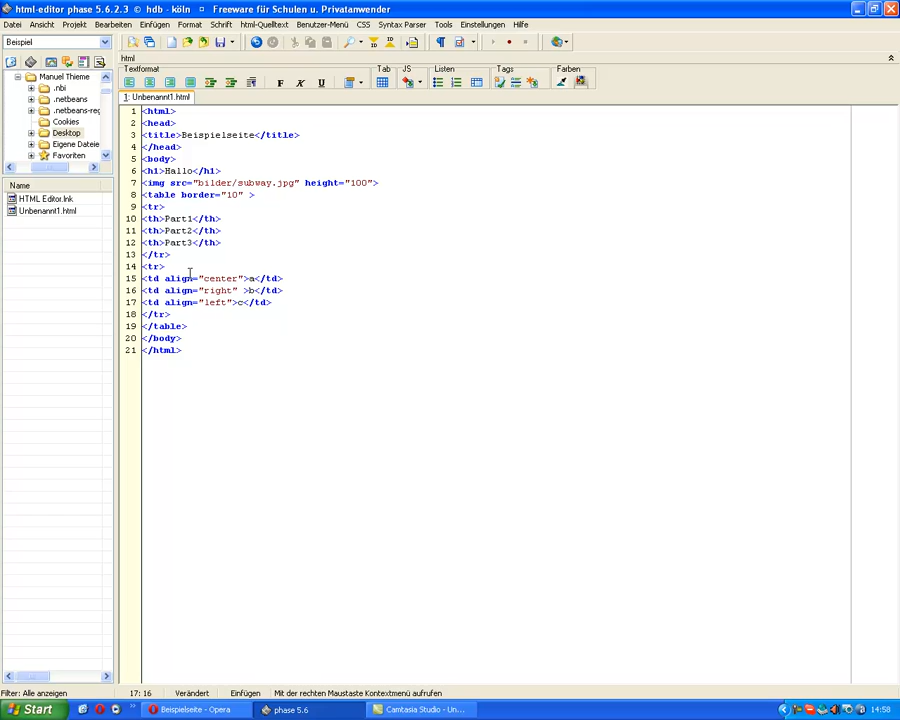 html-editor phase 5.6.2.3 © hdb - köln ¤ Freeware für Schulen u. Privatanwender
Datei Ansicht Projekt Bearbeiten Einfügen Format Schrift html-Quelltext Benutzer-Menü CSS Syntax Parser Tools Einstellungen Hilfe
Beispiel
html
Textformat Tab JS Listen Tags Farben
F K U
1: Unbenannt1.html
Manuel Thieme
.nbi
.netbeans
.netbeans-reg
Cookies
Desktop
Eigene Dateie
Favoriten
Name
HTML Editor.lnk
Unbenannt1.html
1 <html>
2 <head>
3 <title>Beispielseite</title>
4 </head>
5 <body>
6 <h1>Hallo</h1>
7 <img src="bilder/subway.jpg" height="100">
8 <table border="10" >
9 <tr>
10 <th>Part1</th>
11 <th>Part2</th>
12 <th>Part3</th>
13 </tr>
14 <tr>
15 <td align="center">a</td>
16 <td align="right" >b</td>
17 <td align="left">c</td>
18 </tr>
19 </table>
20 </body>
21 </html>
Filter: Alle anzeigen 17: 16 Verändert Einfügen Mit der rechten Maustaste Kontextmenü aufrufen
Start Beispielseite - Opera phase 5.6 Camtasia Studio - Un... 14:58